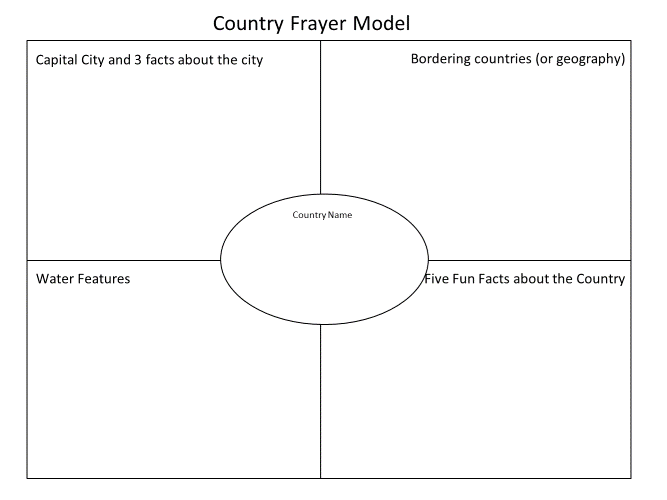 Country Frayer Model
Capital City and 3 facts about the city
Bordering countries (or geography)
Country Name
Water Features
Five Fun Facts about the Country